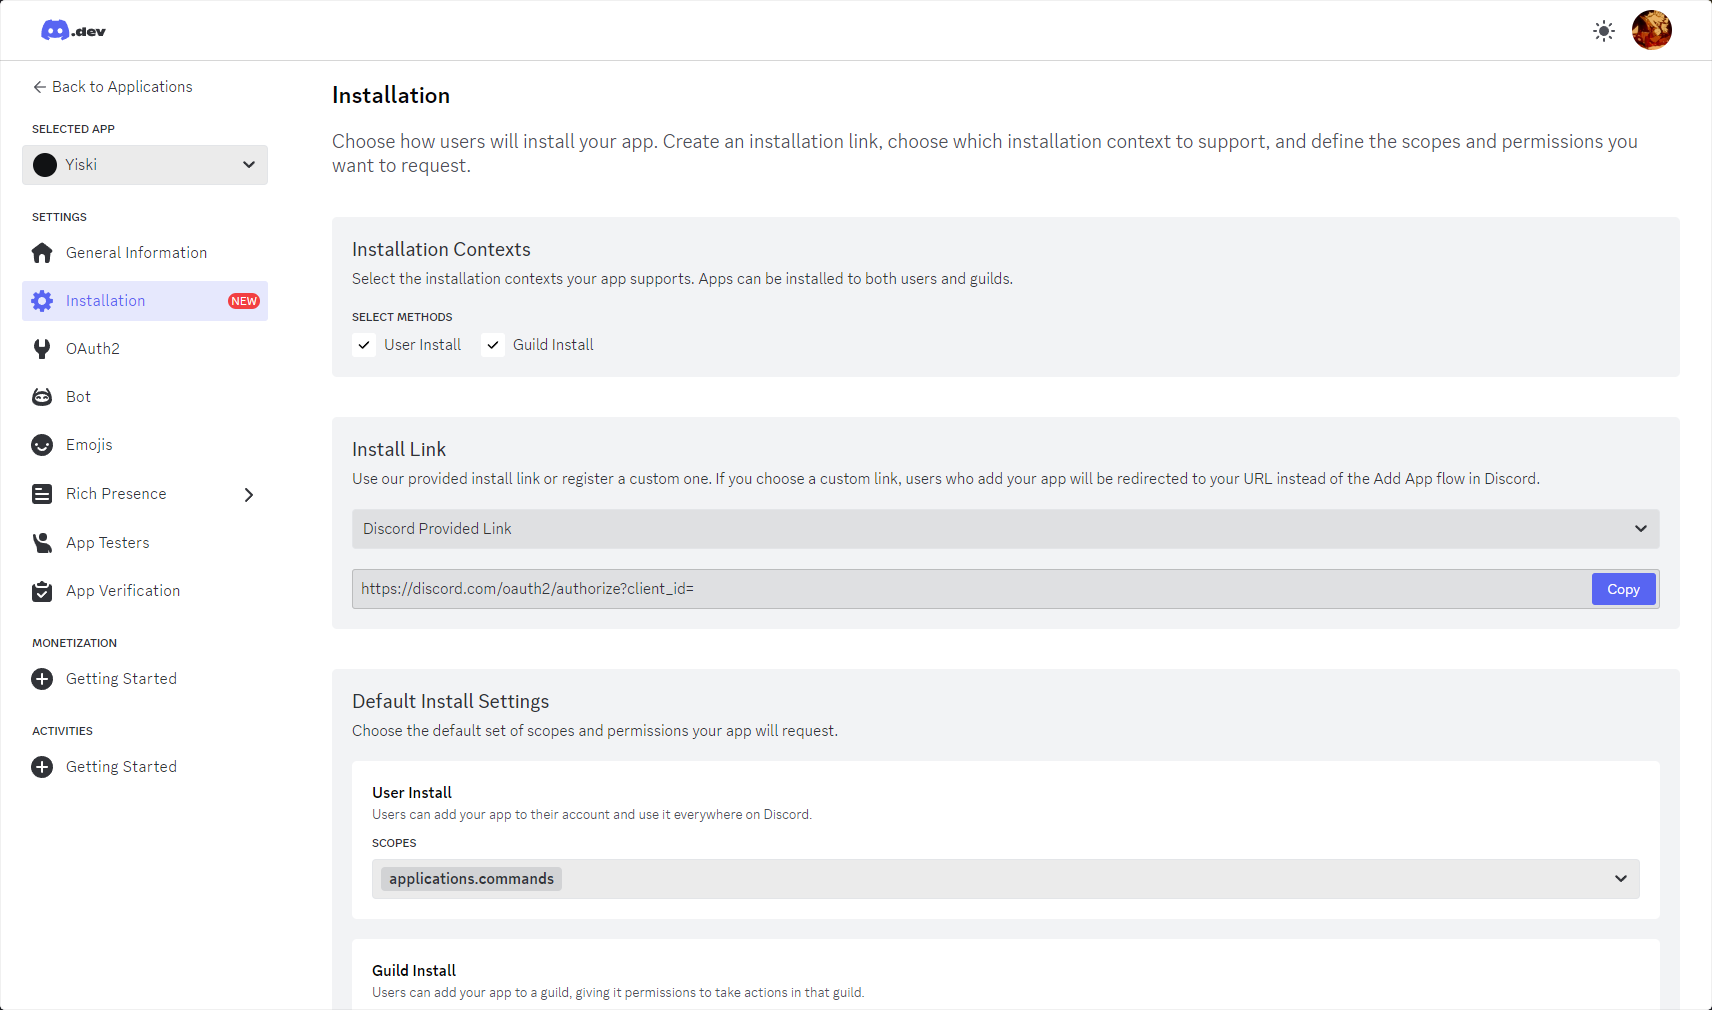 .dev
Back to Applications
SELECTED APP
Yiski
SETTINGS
General Information
Installation NEW
OAuth2
Bot
Emojis
Rich Presence
App Testers
App Verification
MONETIZATION
Getting Started
ACTIVITIES
Getting Started
Installation
Choose how users will install your app. Create an installation link, choose which installation context to support, and define the scopes and permissions you
want to request.
Installation Contexts
Select the installation contexts your app supports. Apps can be installed to both users and guilds.
SELECT METHODS
User Install Guild Install
Install Link
Use our provided install link or register a custom one. If you choose a custom link, users who add your app will be redirected to your URL instead of the Add App flow in Discord.
Discord Provided Link
https://discord.com/oauth2/authorize?client_id= Copy
Default Install Settings
Choose the default set of scopes and permissions your app will request.
User Install
Users can add your app to their account and use it everywhere on Discord.
SCOPES
applications.commands
Guild Install
Users can add your app to a guild, giving it permissions to take actions in that guild.